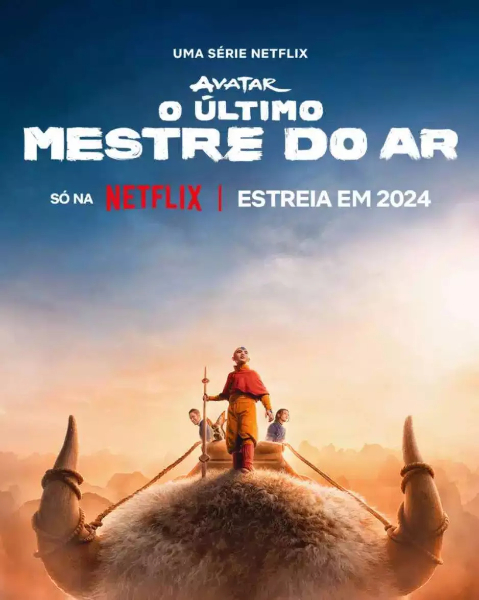 UMA SÉRIE NETFLIX
AVATAR
O ÚLTIMO
MESTRE DO AR
SÓ NA NETFLIX | ESTREIA EM 2024